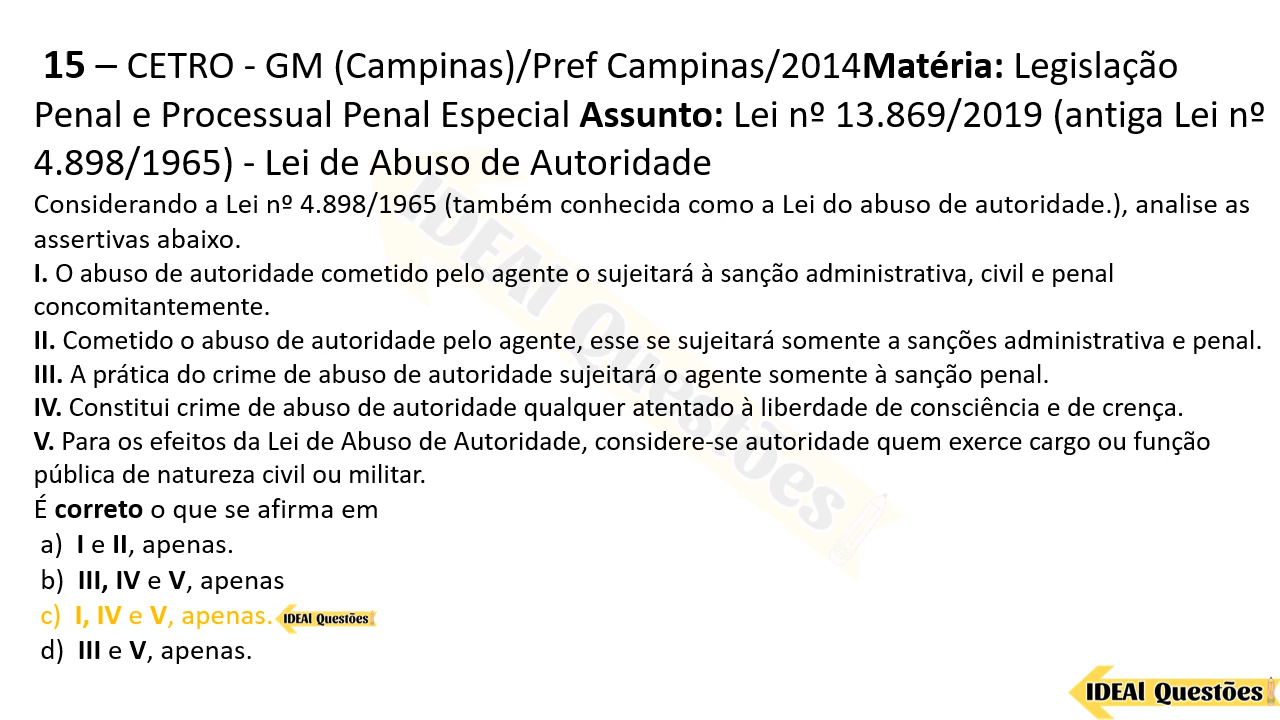 15 – CETRO - GM (Campinas)/Pref Campinas/2014Matéria: Legislação
Penal e Processual Penal Especial Assunto: Lei nº 13.869/2019 (antiga Lei nº
4.898/1965) - Lei de Abuso de Autoridade
Considerando a Lei nº 4.898/1965 (também conhecida como a Lei do abuso de autoridade.), analise as
assertivas abaixo.
I. O abuso de autoridade cometido pelo agente o sujeitará à sanção administrativa, civil e penal
concomitantemente.
II. Cometido o abuso de autoridade pelo agente, esse se sujeitará somente a sanções administrativa e penal.
III. A prática do crime de abuso de autoridade sujeitará o agente somente à sanção penal.
IV. Constitui crime de abuso de autoridade qualquer atentado à liberdade de consciência e de crença.
V. Para os efeitos da Lei de Abuso de Autoridade, considere-se autoridade quem exerce cargo ou função
pública de natureza civil ou militar.
É correto o que se afirma em
a) I e II, apenas.
b) III, IV e V, apenas
c) I, IV e V, apenas. IDEAl Questões
d) III e V, apenas.
IDEAl Questões
IDEAl Questões